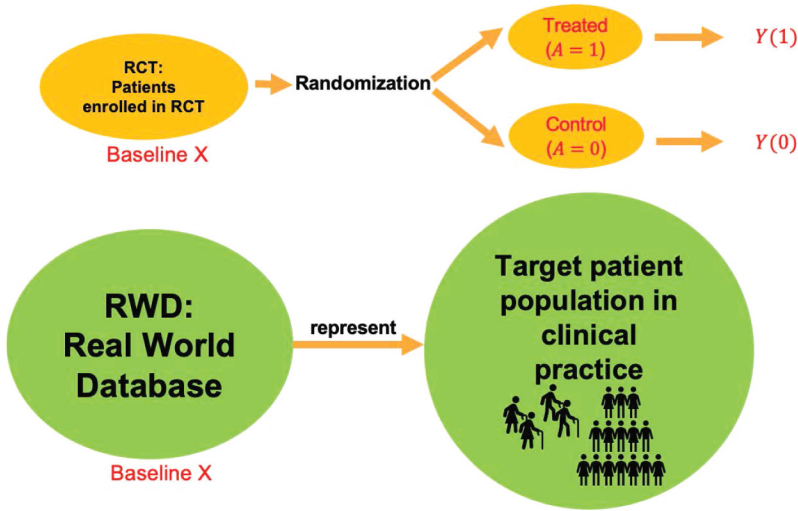 RCT:
Patients
enrolled in RCT
Baseline X
Randomization
Treated
(A = 1)
Y(1)
Control
(A = 0)
Y(0)
RWD:
Real World
Database
Baseline X
represent
Target patient
population in
clinical
practice